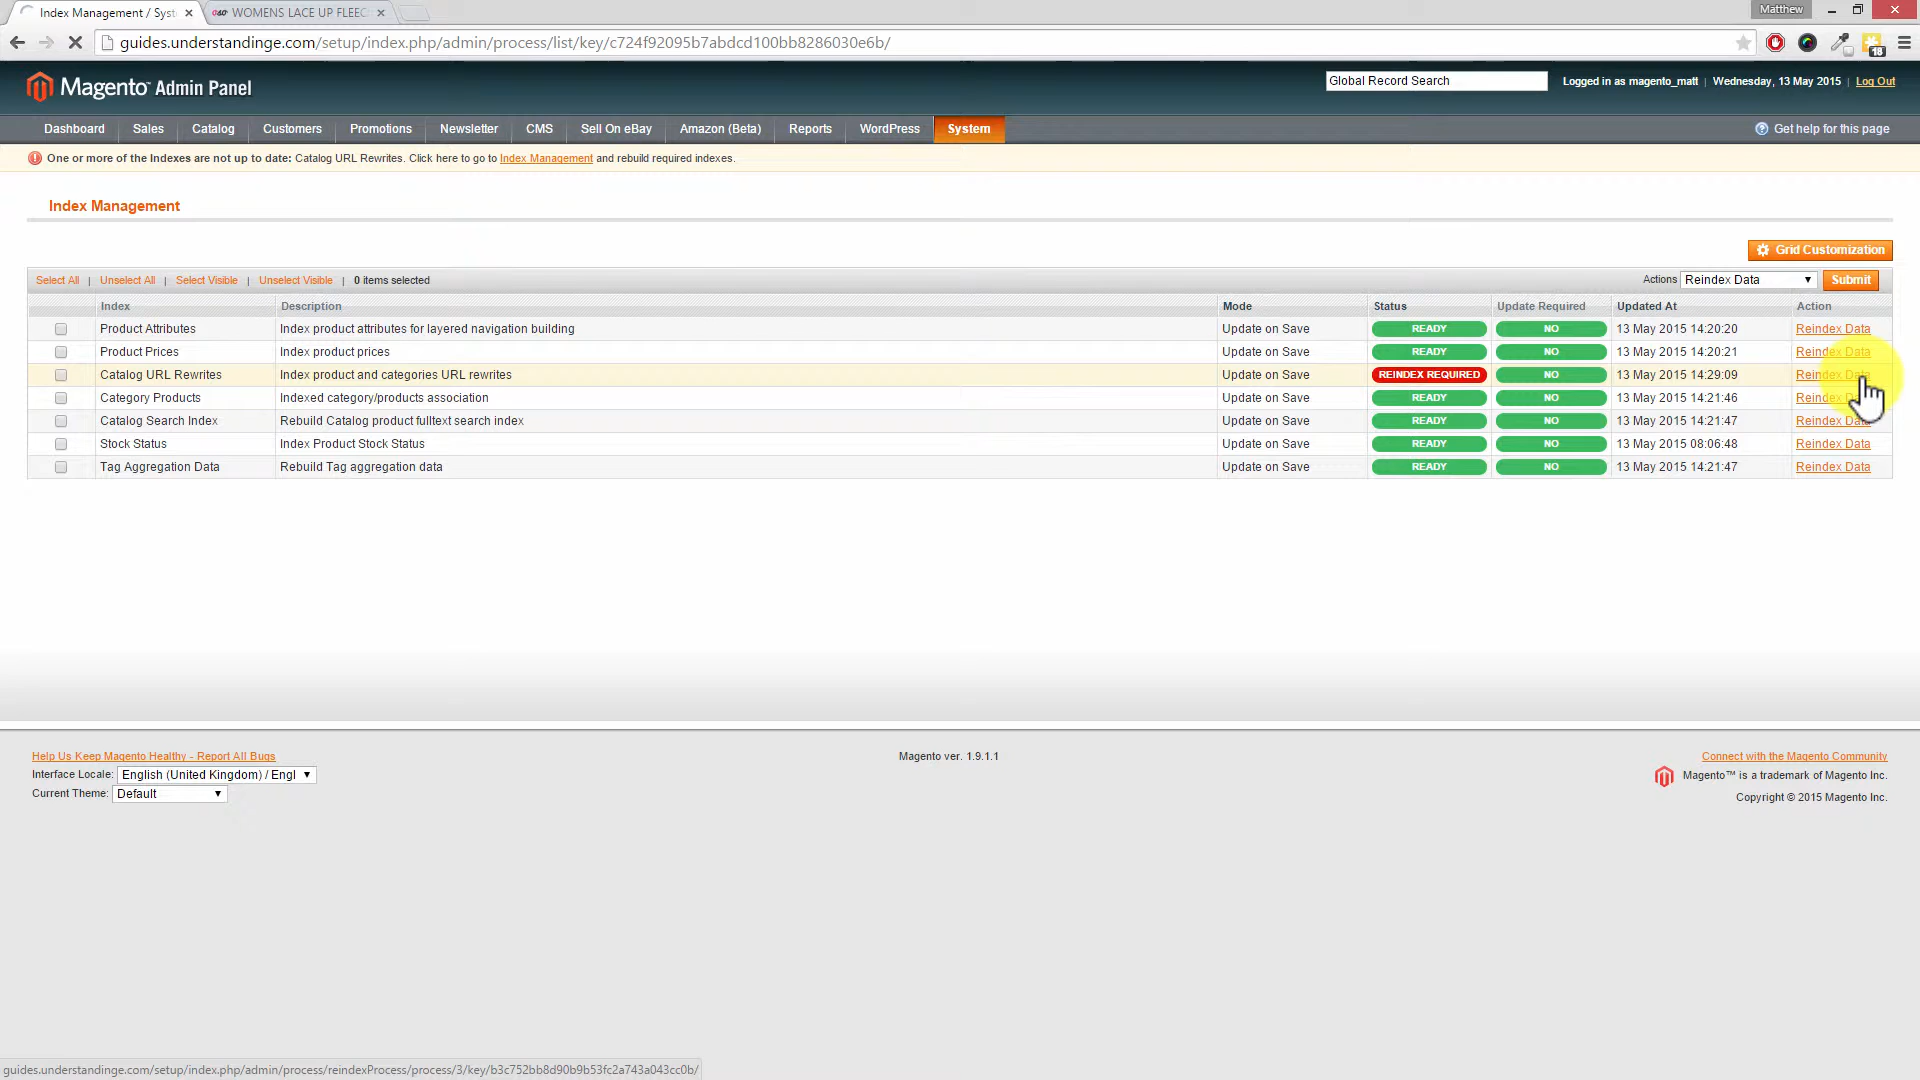 Index Management / Syst
WOMENS LACE UP FLEEC
Matthew
guides.understandinge.com/setup/index.php/admin/process/list/key/c724f92095b7abdcd100bb8286030e6b/
18
Magento™ Admin Panel
Global Record Search
Logged in as magento_matt | Wednesday, 13 May 2015 | Log Out
Dashboard Sales Catalog Customers Promotions Newsletter CMS Sell On eBay Amazon (Beta) Reports WordPress System
Get help for this page
One or more of the Indexes are not up to date: Catalog URL Rewrites. Click here to go to Index Management and rebuild required indexes.
Index Management
Grid Customization
Select All | Unselect All | Select Visible | Unselect Visible | 0 items selected
Actions Reindex Data Submit
Index Description Mode Status Update Required Updated At Action
Product Attributes Index product attributes for layered navigation building Update on Save READY NO 13 May 2015 14:20:20 Reindex Data
Product Prices Index product prices Update on Save READY NO 13 May 2015 14:20:21 Reindex Data
Catalog URL Rewrites Index product and categories URL rewrites Update on Save REINDEX REQUIRED NO 13 May 2015 14:29:09 Reindex Data
Category Products Indexed category/products association Update on Save READY NO 13 May 2015 14:21:46 Reindex Data
Catalog Search Index Rebuild Catalog product fulltext search index Update on Save READY NO 13 May 2015 14:21:47 Reindex Data
Stock Status Index Product Stock Status Update on Save READY NO 13 May 2015 08:06:48 Reindex Data
Tag Aggregation Data Rebuild Tag aggregation data Update on Save READY NO 13 May 2015 14:21:47 Reindex Data
Help Us Keep Magento Healthy - Report All Bugs
Interface Locale: English (United Kingdom) / Engl
Current Theme: Default
Magento ver. 1.9.1.1
Connect with the Magento Community
Magento™ is a trademark of Magento Inc.
Copyright © 2015 Magento Inc.
guides.understandinge.com/setup/index.php/admin/process/reindexProcess/process/3/key/b3c752bb8d90b9b53fc2a743a043cc0b/